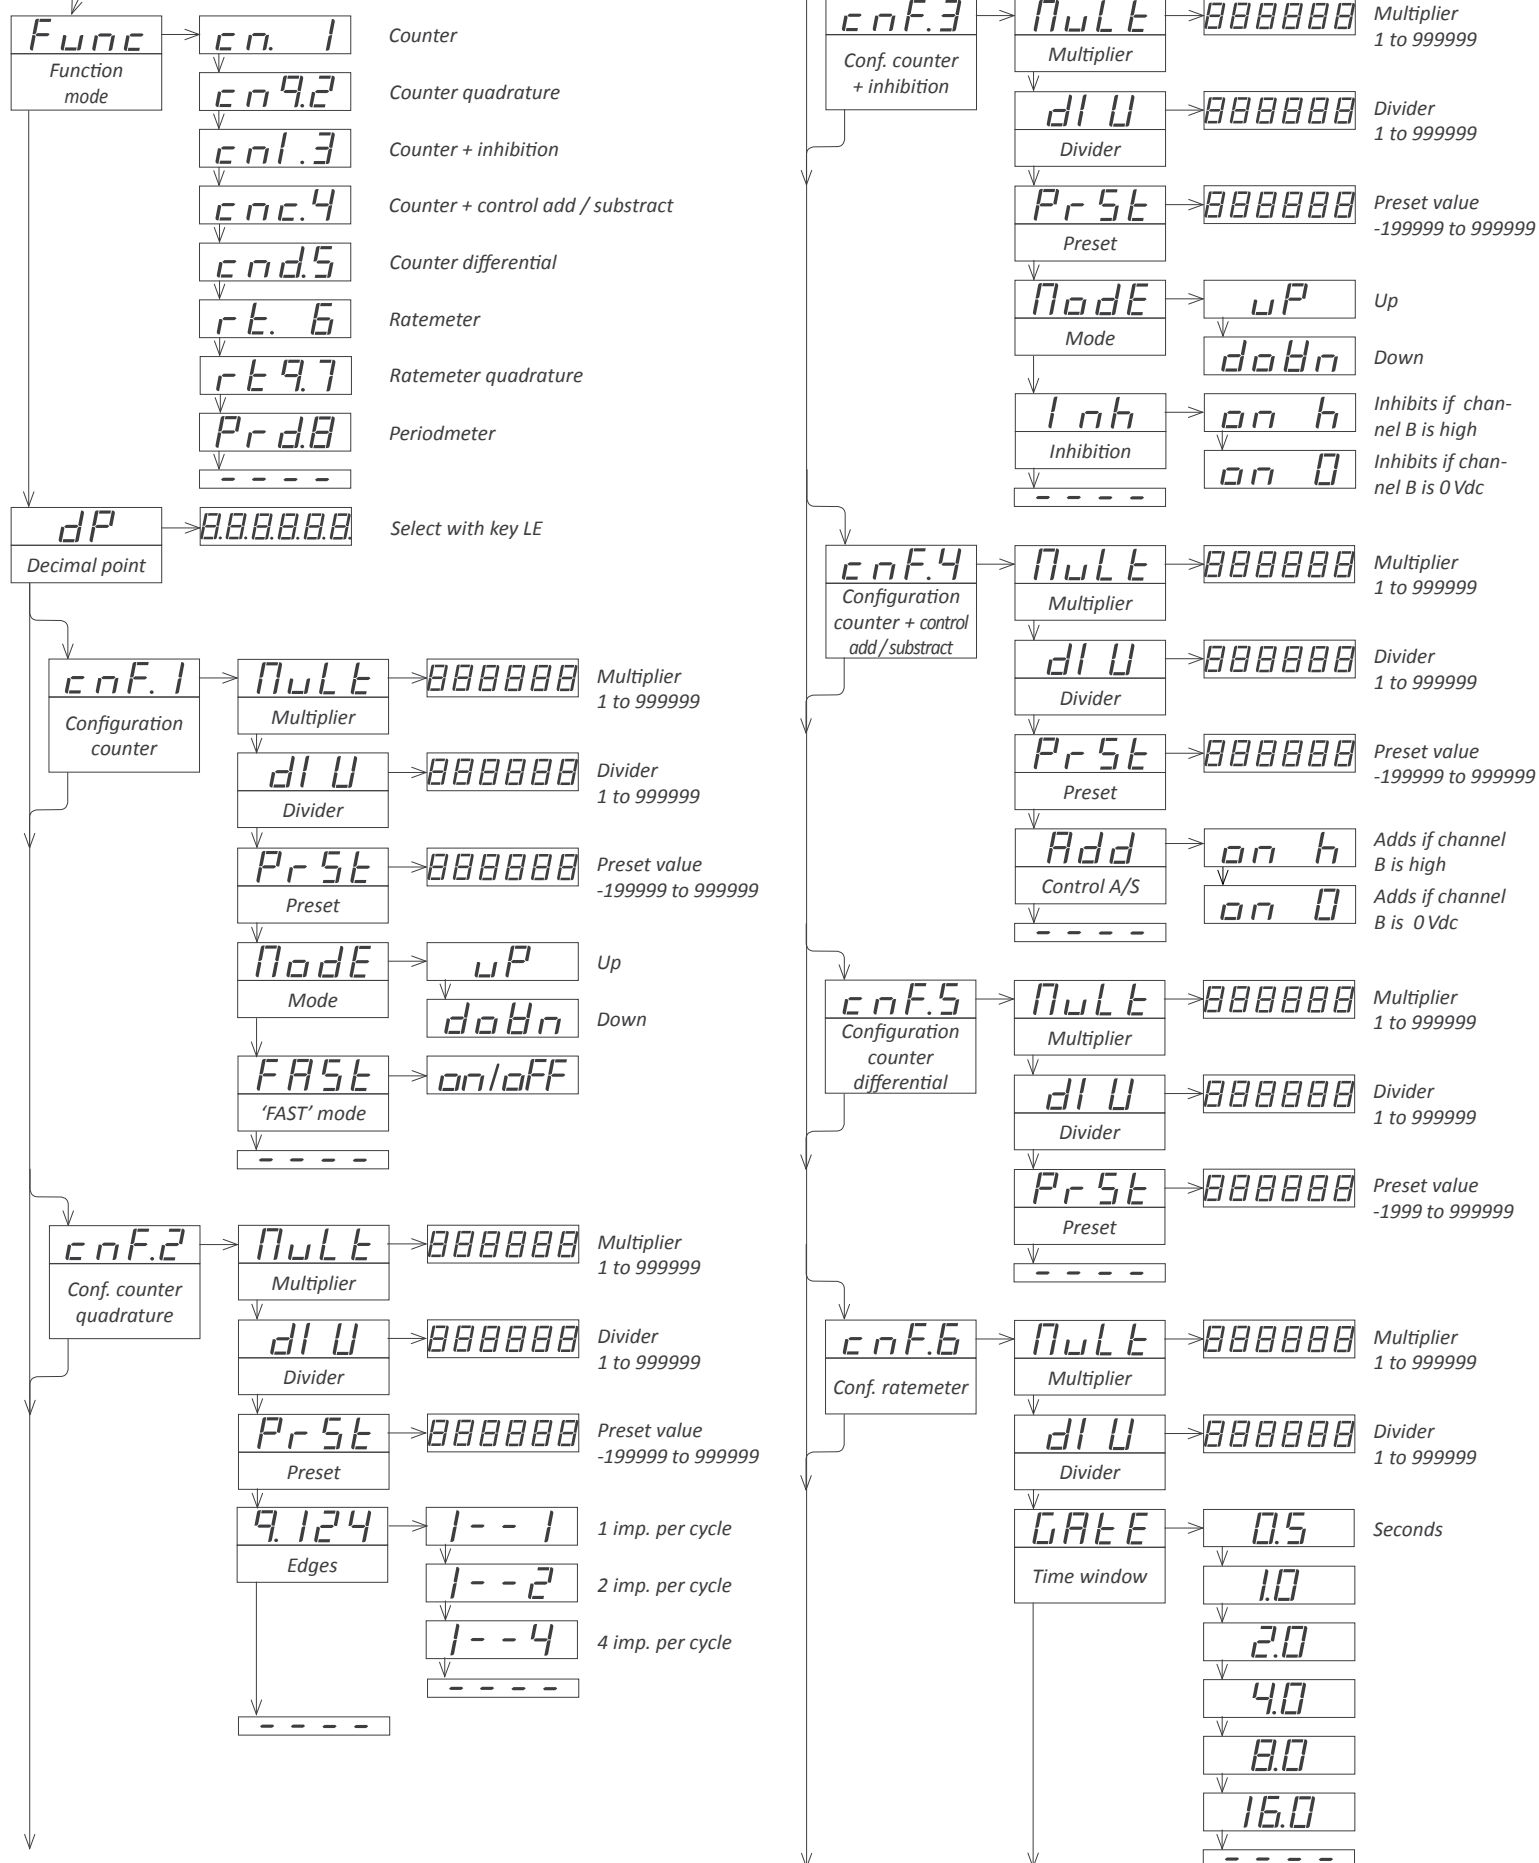 Func
Function
mode
cn. 1
Counter
cnq.2
Counter quadrature
cnI.3
Counter + inhibition
cnc.4
Counter + control add / substract
cnd.5
Counter differential
rt. 6
Ratemeter
rtq.7
Ratemeter quadrature
Prd.8
Periodmeter
- - - -
dP
Decimal point
8.8.8.8.8.8.
Select with key LE
cnF.1
Configuration
counter
MuLt
Multiplier
888888
Multiplier
1 to 999999
dIV
Divider
888888
Divider
1 to 999999
PrSt
Preset
888888
Preset value
-199999 to 999999
ModE
Mode
uP
Up
doWn
Down
FASt
‘FAST’ mode
on/oFF
- - - -
cnF.2
Conf. counter
quadrature
MuLt
Multiplier
888888
Multiplier
1 to 999999
dIV
Divider
888888
Divider
1 to 999999
PrSt
Preset
888888
Preset value
-199999 to 999999
q.124
Edges
1--1
1 imp. per cycle
1--2
2 imp. per cycle
1--4
4 imp. per cycle
- - - -
- - - -
cnF.3
Conf. counter
+ inhibition
MuLt
Multiplier
888888
Multiplier
1 to 999999
dIV
Divider
888888
Divider
1 to 999999
PrSt
Preset
888888
Preset value
-199999 to 999999
ModE
Mode
uP
Up
doWn
Down
Inh
Inhibition
on h
Inhibits if chan-
nel B is high
on 0
Inhibits if chan-
nel B is 0 Vdc
- - - -
cnF.4
Configuration
counter + control
add / substract
MuLt
Multiplier
888888
Multiplier
1 to 999999
dIV
Divider
888888
Divider
1 to 999999
PrSt
Preset
888888
Preset value
-199999 to 999999
Add
Control A/S
on h
Adds if channel
B is high
on 0
Adds if channel
B is 0 Vdc
- - - -
cnF.5
Configuration
counter
differential
MuLt
Multiplier
888888
Multiplier
1 to 999999
dIV
Divider
888888
Divider
1 to 999999
PrSt
Preset
888888
Preset value
-1999 to 999999
- - - -
cnF.6
Conf. ratemeter
MuLt
Multiplier
888888
Multiplier
1 to 999999
dIV
Divider
888888
Divider
1 to 999999
GAtE
Time window
0.5
Seconds
1.0
2.0
4.0
8.0
16.0
- - - -